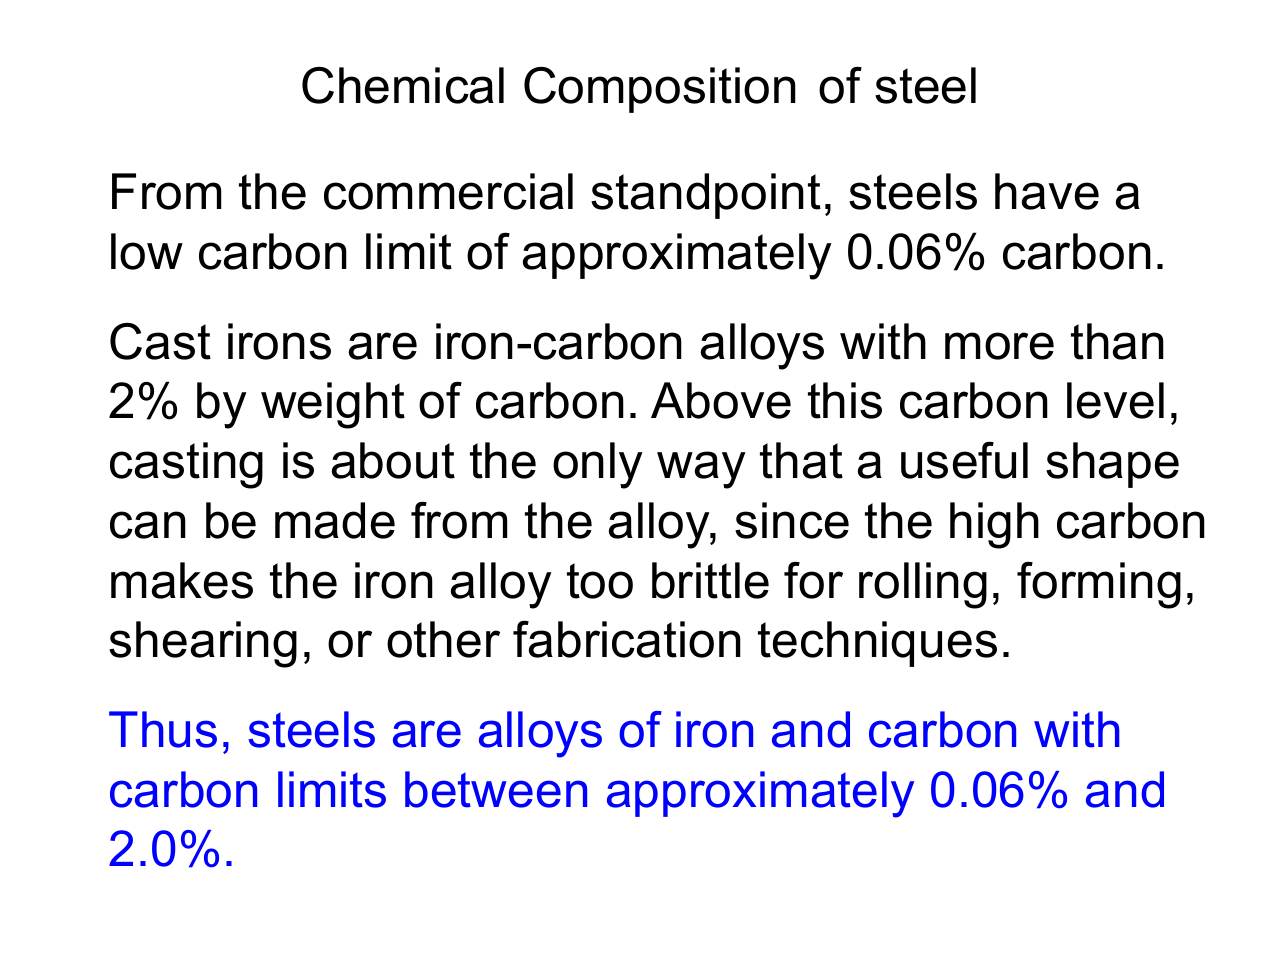 Chemical Composition of steel
From the commercial standpoint, steels have a
low carbon limit of approximately 0.06% carbon.
Cast irons are iron-carbon alloys with more than
2% by weight of carbon. Above this carbon level,
casting is about the only way that a useful shape
can be made from the alloy, since the high carbon
makes the iron alloy too brittle for rolling, forming,
shearing, or other fabrication techniques.
Thus, steels are alloys of iron and carbon with
carbon limits between approximately 0.06% and
2.0%.